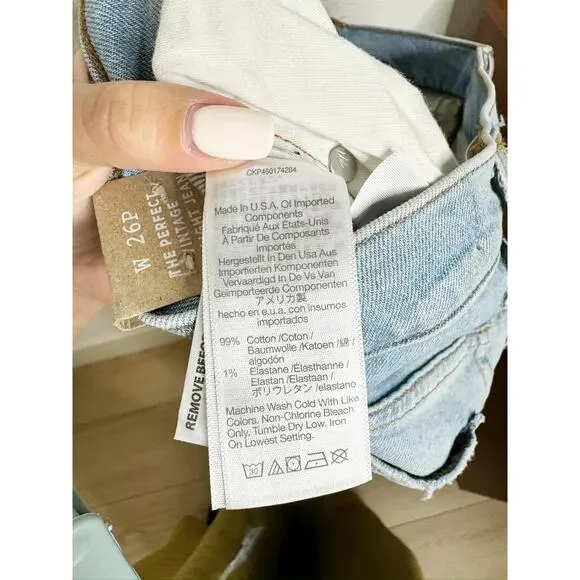 CKP460174284
Made In U.S.A. Of Imported
Components
Fabriqué Aux États-Unis
À Partir De Composants
importés
Hergestellt In Den Usa Aus
Importierten Komponenten
Vervaardigd In De Vs Van
Geïmporteerde Componenten
アメリカ製
hecho en e.u.a. con insumos
importados
99% Cotton /Coton/
Baumwolle /Katoen /綿/
algodón
1% Elastane /Élasthanne/
Elastan /Elastaan/
ポリウレタン /elastano
Machine Wash Cold With Like
Colors. Non-Chlorine Bleach
Only. Tumble Dry Low. Iron
On Lowest Setting.
30
W 26P
THE PERFECT
VINTAGE
JEAN
REMOVE BEFORE